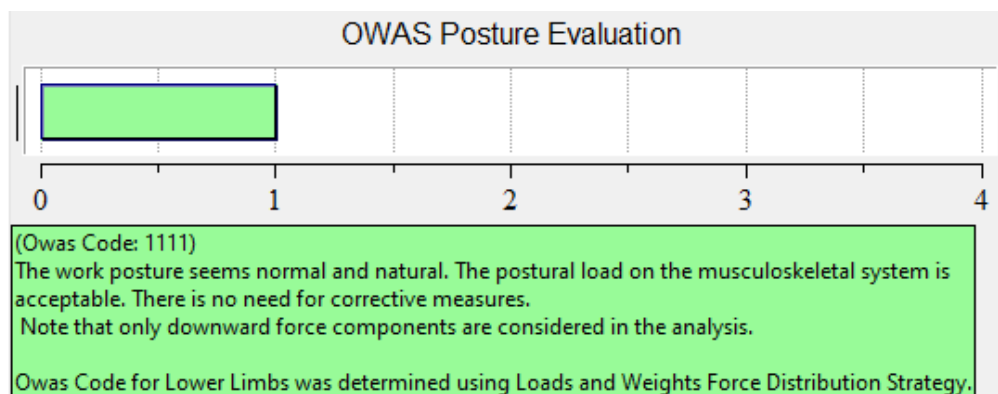 OWAS Posture Evaluation
0 1 2 3 4
(Owas Code: 1111)
The work posture seems normal and natural. The postural load on the musculoskeletal system is
acceptable. There is no need for corrective measures.
Note that only downward force components are considered in the analysis.
Owas Code for Lower Limbs was determined using Loads and Weights Force Distribution Strategy.